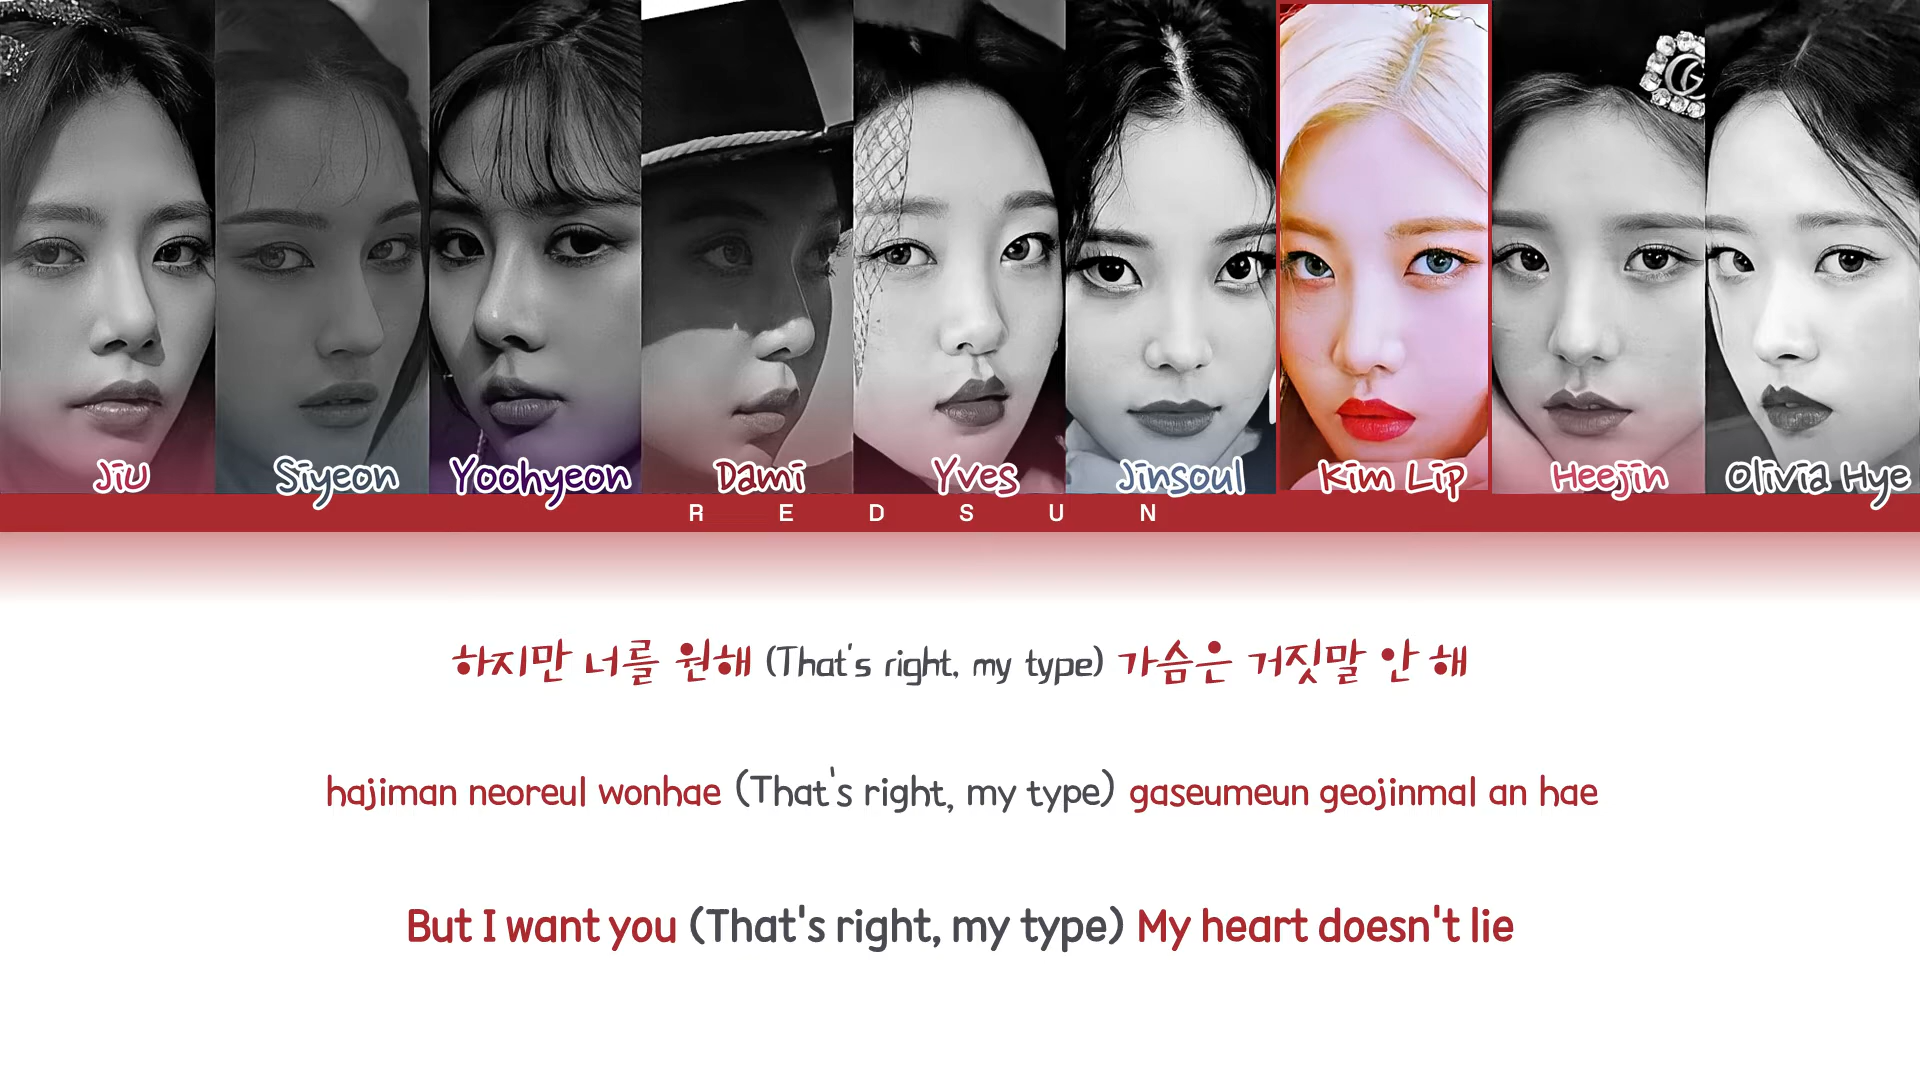 Jiu Siyeon Yoohyeon Dami Yves Jinsoul Kim Lip Heejin Olivia Hye
REDSUN
하지만 너를 원해 (That's right, my type) 가슴은 거짓말 안 해
hajiman neoreul wonhae (That's right, my type) gaseumeun geojinmal an hae
But I want you (That's right, my type) My heart doesn't lie